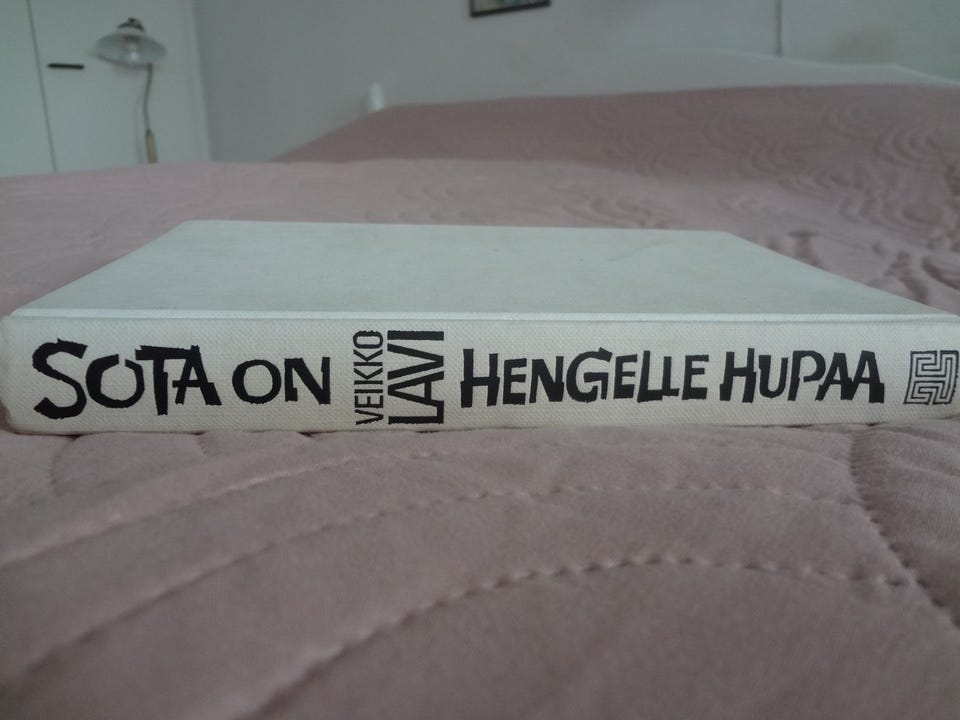 SOTA ON
VEIKKO
LAVI
HENGELLE HUPAA